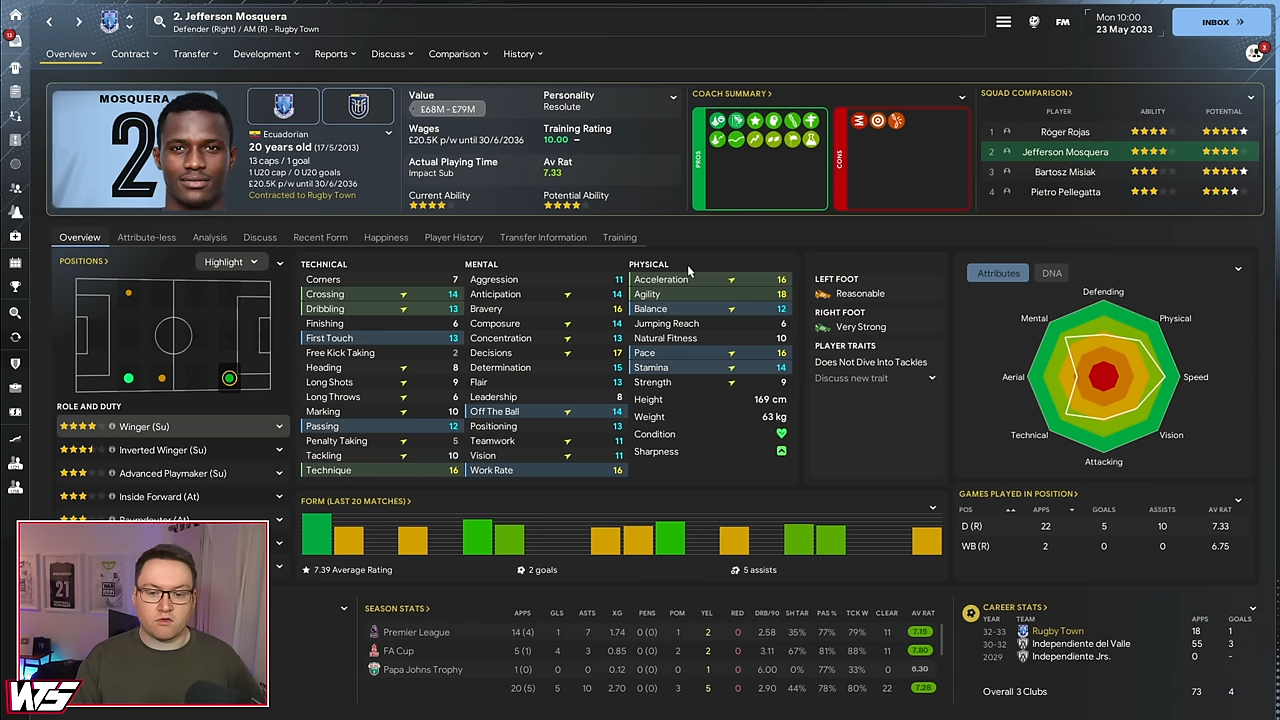 2. Jefferson Mosquera
Defender (Right) / AM (R) - Rugby Town
FM
Mon 10:00
23 May 2033
INBOX
13
3
Overview
Contract
Transfer
Development
Reports
Discuss
Comparison
History
MOSQUERA
2
Ecuadorian
20 years old (17/5/2013)
13 caps / 1 goal
1 U20 cap / 0 U20 goals
£20.5K p/w until 30/6/2036
Contracted to Rugby Town
Value
£68M - £79M
Wages
£20.5K p/w until 30/6/2036
Actual Playing Time
Impact Sub
Current Ability
Personality
Resolute
Training Rating
10.00 –
Av Rat
7.33
Potential Ability
COACH SUMMARY >
PROS
CONS
SQUAD COMPARISON >
PLAYER ABILITY POTENTIAL
1 Róger Rojas
2 Jefferson Mosquera
3 Bartosz Misiak
4 Pietro Pellegatta
Overview
Attribute-less
Analysis
Discuss
Recent Form
Happiness
Player History
Transfer Information
Training
POSITIONS >
Highlight
ROLE AND DUTY
Winger (Su)
Inverted Winger (Su)
Advanced Playmaker (Su)
Inside Forward (At)
Raumdeuter (At)
TECHNICAL
Corners 7
Crossing 14
Dribbling 13
Finishing 6
First Touch 13
Free Kick Taking 2
Heading 8
Long Shots 9
Long Throws 6
Marking 10
Passing 12
Penalty Taking 5
Tackling 10
Technique 16
MENTAL
Aggression 11
Anticipation 14
Bravery 16
Composure 14
Concentration 13
Decisions 17
Determination 15
Flair 13
Leadership 8
Off The Ball 14
Positioning 13
Teamwork 11
Vision 11
Work Rate 16
PHYSICAL
Acceleration 16
Agility 18
Balance 12
Jumping Reach 6
Natural Fitness 10
Pace 16
Stamina 14
Strength 9
Height 169 cm
Weight 63 kg
Condition
Sharpness
LEFT FOOT
Reasonable
RIGHT FOOT
Very Strong
PLAYER TRAITS
Does Not Dive Into Tackles
Discuss new trait
Attributes
DNA
Defending
Physical
Speed
Vision
Attacking
Technical
Aerial
Mental
FORM (LAST 20 MATCHES) >
7.39 Average Rating
2 goals
5 assists
GAMES PLAYED IN POSITION >
POS APPS GOALS ASSISTS AV RAT
D (R) 22 5 10 7.33
WB (R) 2 0 0 6.75
SEASON STATS >
APPS GLS ASTS XG PENS POM YEL RED DRB/90 SH TAR PAS % TCK W CLEAR AV RAT
Premier League 14 (4) 1 7 1.74 0 (0) 1 2 0 2.58 35% 77% 79% 11 7.15
FA Cup 5 (1) 4 3 0.85 0 (0) 2 2 0 3.11 67% 81% 88% 11 7.80
Papa Johns Trophy 1 (0) 0 0 0.12 0 (0) 0 1 0 6.00 0% 77% 33% 0 6.30
20 (5) 5 10 2.70 0 (0) 3 5 0 2.90 44% 78% 80% 22 7.28
CAREER STATS >
YEAR TEAM APPS GOALS
32-33 Rugby Town 18 1
30-32 Independiente del Valle 55 3
2029 Independiente Jrs. 0 -
Overall 3 Clubs 73 4
WTS